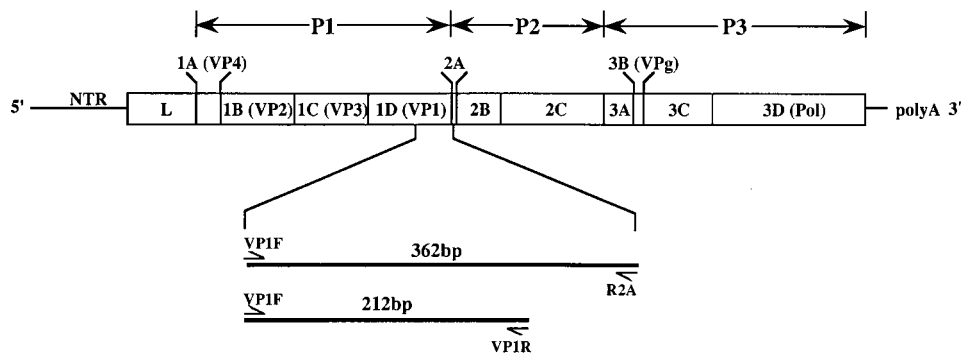 P1 P2 P3
1A (VP4) 2A 3B (VPg)
5' NTR L 1B (VP2) 1C (VP3) 1D (VP1) 2B 2C 3A 3C 3D (Pol) polyA 3'
VP1F 362bp
R2A
VP1F 212bp
VP1R